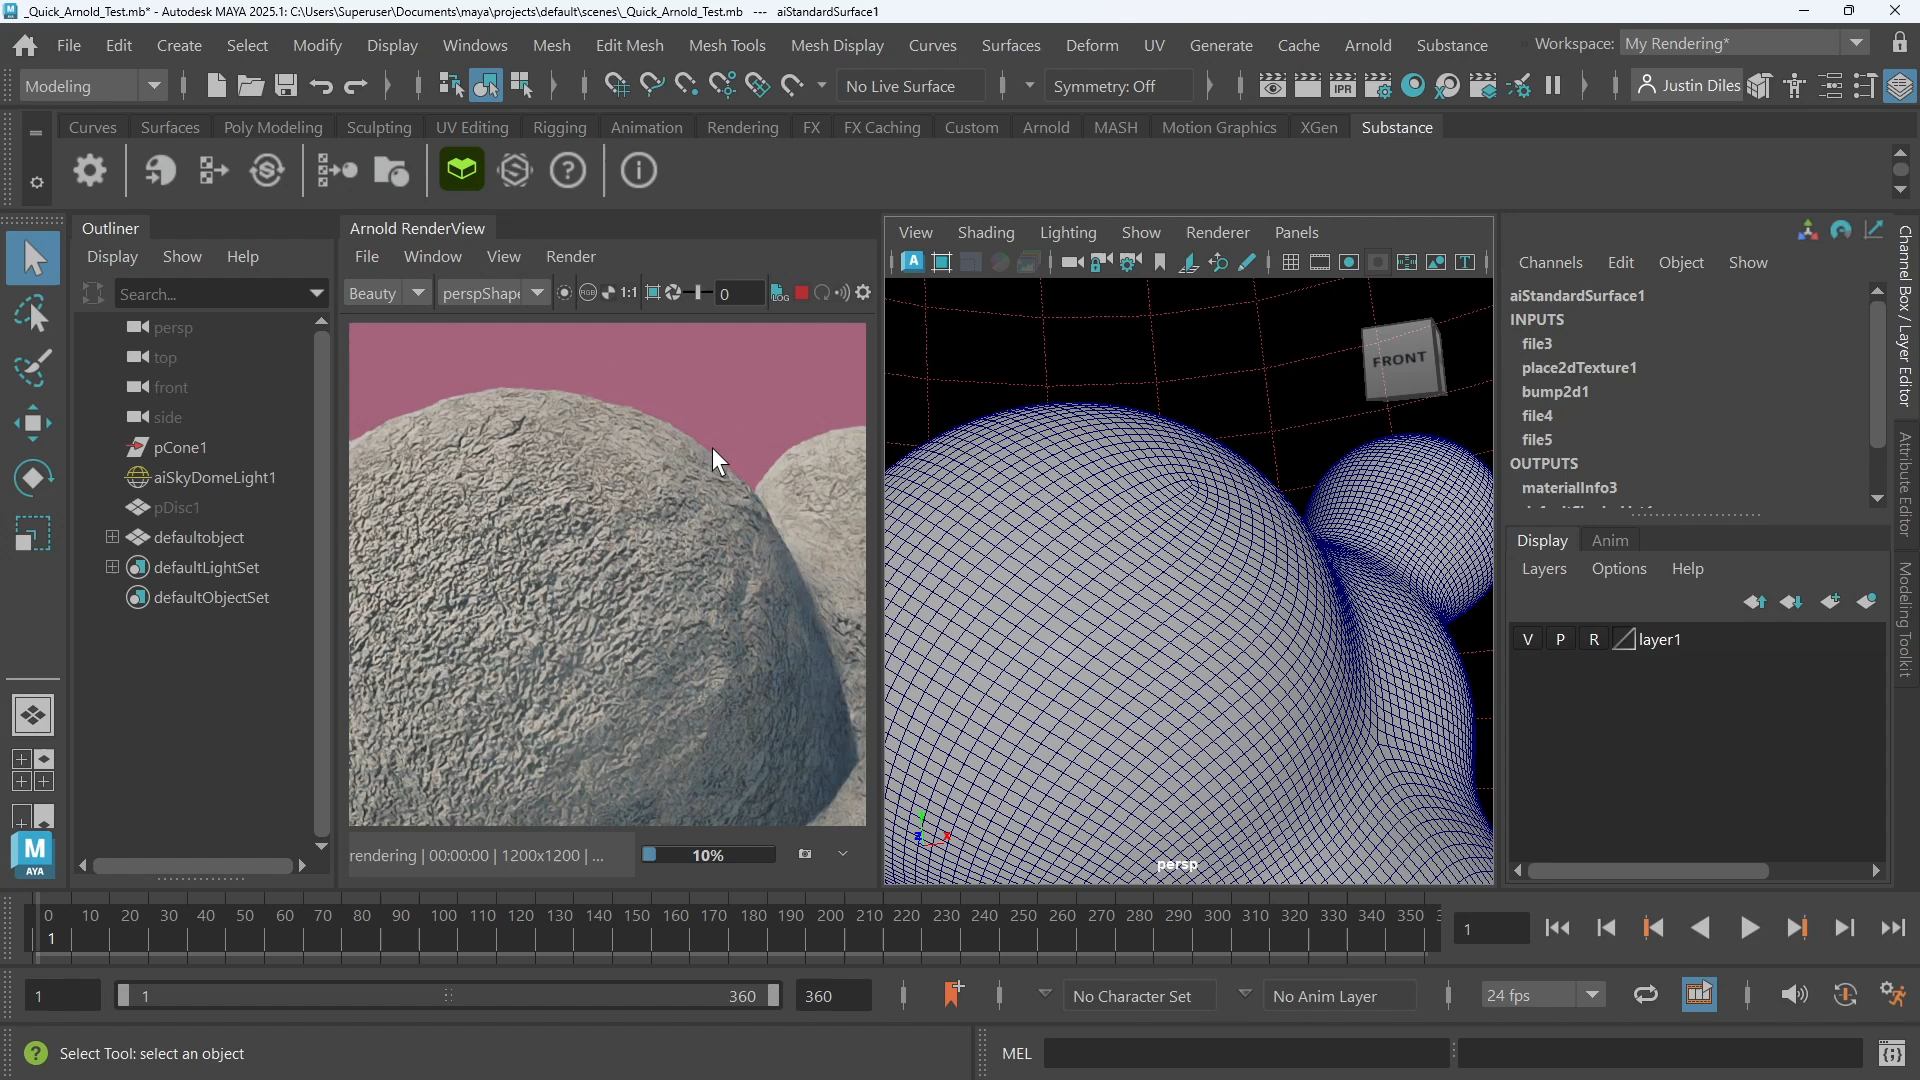 _Quick_Arnold_Test.mb* - Autodesk MAYA 2025.1: C:\Users\Superuser\Documents\maya\projects\default\scenes\_Quick_Arnold_Test.mb --- aiStandardSurface1
File Edit Create Select Modify Display Windows Mesh Edit Mesh Mesh Tools Mesh Display Curves Surfaces Deform UV Generate Cache Arnold Substance Workspace: My Rendering*
Modeling No Live Surface Symmetry: Off IPR Justin Diles
Curves Surfaces Poly Modeling Sculpting UV Editing Rigging Animation Rendering FX FX Caching Custom Arnold MASH Motion Graphics XGen Substance
Outliner
Display Show Help
Search...
persp
top
front
side
pCone1
aiSkyDomeLight1
pDisc1
defaultobject
defaultLightSet
defaultObjectSet
M
AYA
Arnold RenderView
File Window View Render
Beauty perspShape RGB 1:1 0 LOG
rendering | 00:00:00 | 1200x1200 | ... 10%
View Shading Lighting Show Renderer Panels
A T
FRONT
Y
Z X
persp
Channels Edit Object Show
aiStandardSurface1
INPUTS
file3
place2dTexture1
bump2d1
file4
file5
OUTPUTS
materialInfo3
Display Anim
Layers Options Help
V P R layer1
Channel Box / Layer Editor
Attribute Editor
Modeling Toolkit
0 10 20 30 40 50 60 70 80 90 100 110 120 130 140 150 160 170 180 190 200 210 220 230 240 250 260 270 280 290 300 310 320 330 340 350
1
1
1 1 360 360 No Character Set No Anim Layer 24 fps
Select Tool: select an object MEL